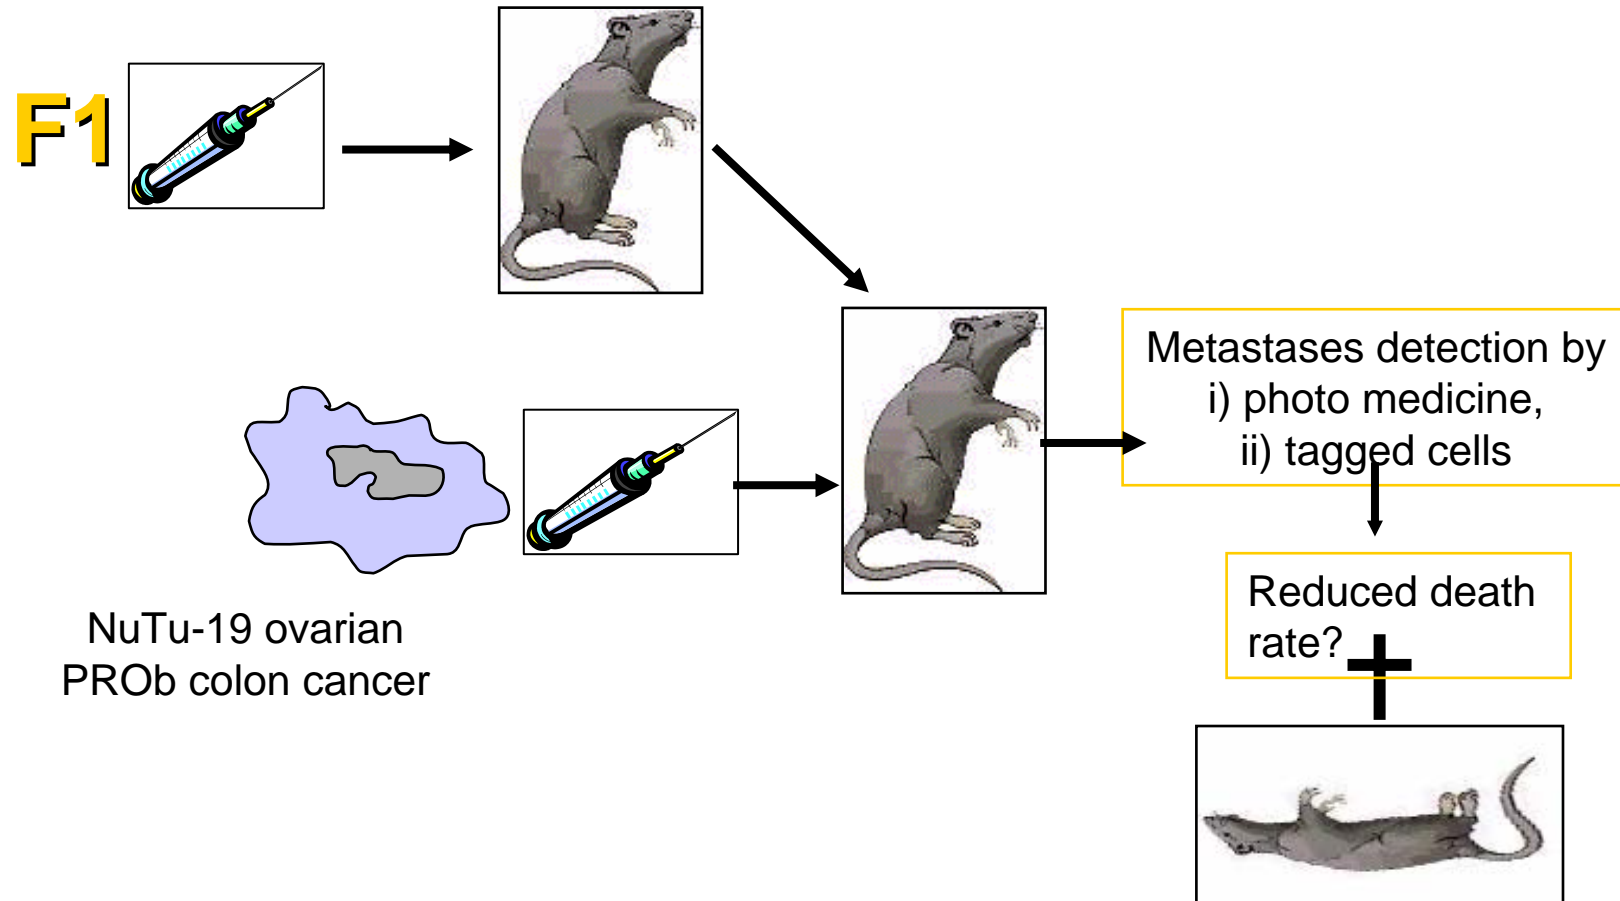 F1
Metastases detection by
i) photo medicine,
ii) tagged cells
NuTu-19 ovarian
PROb colon cancer
Reduced death
rate?